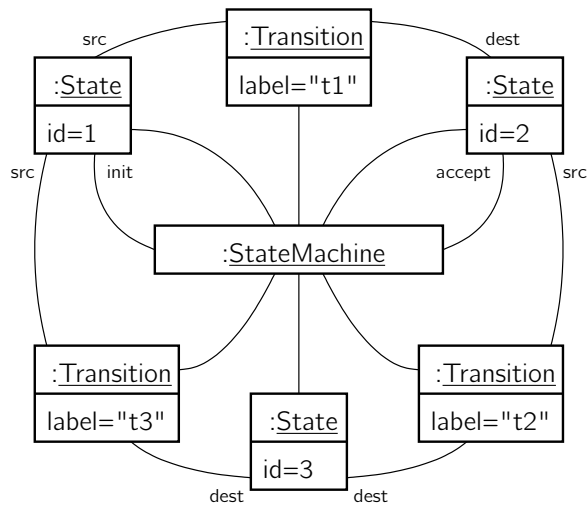 src
:Transition
dest
label="t1"
:State
id=1
:State
id=2
src
init
accept
src
:StateMachine
:Transition
label="t3"
:State
id=3
:Transition
label="t2"
dest
dest